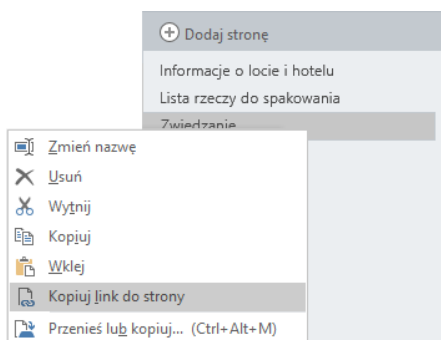 Dodaj stronę
Informacje o locie i hotelu
Lista rzeczy do spakowania
Zwiedzanie
Zmień nazwę
Usuń
Wytnij
Kopiuj
Wklej
Kopiuj link do strony
Przenieś lub kopiuj... (Ctrl+Alt+M)